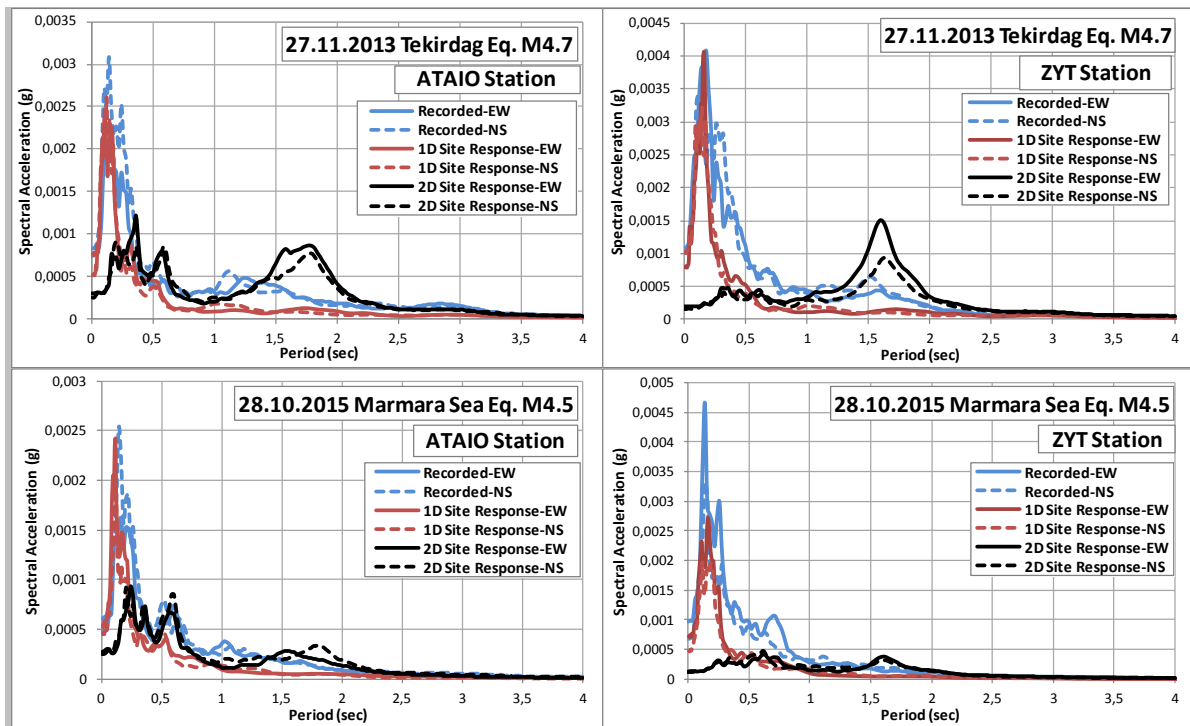 27.11.2013 Tekirdag Eq. M4.7
ATAIO Station
Recorded-EW
Recorded-NS
1D Site Response-EW
1D Site Response-NS
2D Site Response-EW
2D Site Response-NS
Spectral Acceleration (g)
0,0035
0,003
0,0025
0,002
0,0015
0,001
0,0005
0
0 0,5 1 1,5 2 2,5 3 3,5 4
Period (sec)
27.11.2013 Tekirdag Eq. M4.7
ZYT Station
Recorded-EW
Recorded-NS
1D Site Response-EW
1D Site Response-NS
2D Site Response-EW
2D Site Response-NS
Spectral Acceleration (g)
0,0045
0,004
0,0035
0,003
0,0025
0,002
0,0015
0,001
0,0005
0
0 0,5 1 1,5 2 2,5 3 3,5 4
Period (sec)
28.10.2015 Marmara Sea Eq. M4.5
ATAIO Station
Recorded-EW
Recorded-NS
1D Site Response-EW
1D Site Response-NS
2D Site Response-EW
2D Site Response-NS
Spectral Acceleration (g)
0,003
0,0025
0,002
0,0015
0,001
0,0005
0
0 0,5 1 1,5 2 2,5 3 3,5 4
Period (sec)
28.10.2015 Marmara Sea Eq. M4.5
ZYT Station
Recorded-EW
Recorded-NS
1D Site Response-EW
1D Site Response-NS
2D Site Response-EW
2D Site Response-NS
Spectral Acceleration (g)
0,005
0,0045
0,004
0,0035
0,003
0,0025
0,002
0,0015
0,001
0,0005
0
0 0,5 1 1,5 2 2,5 3 3,5 4
Period (sec)